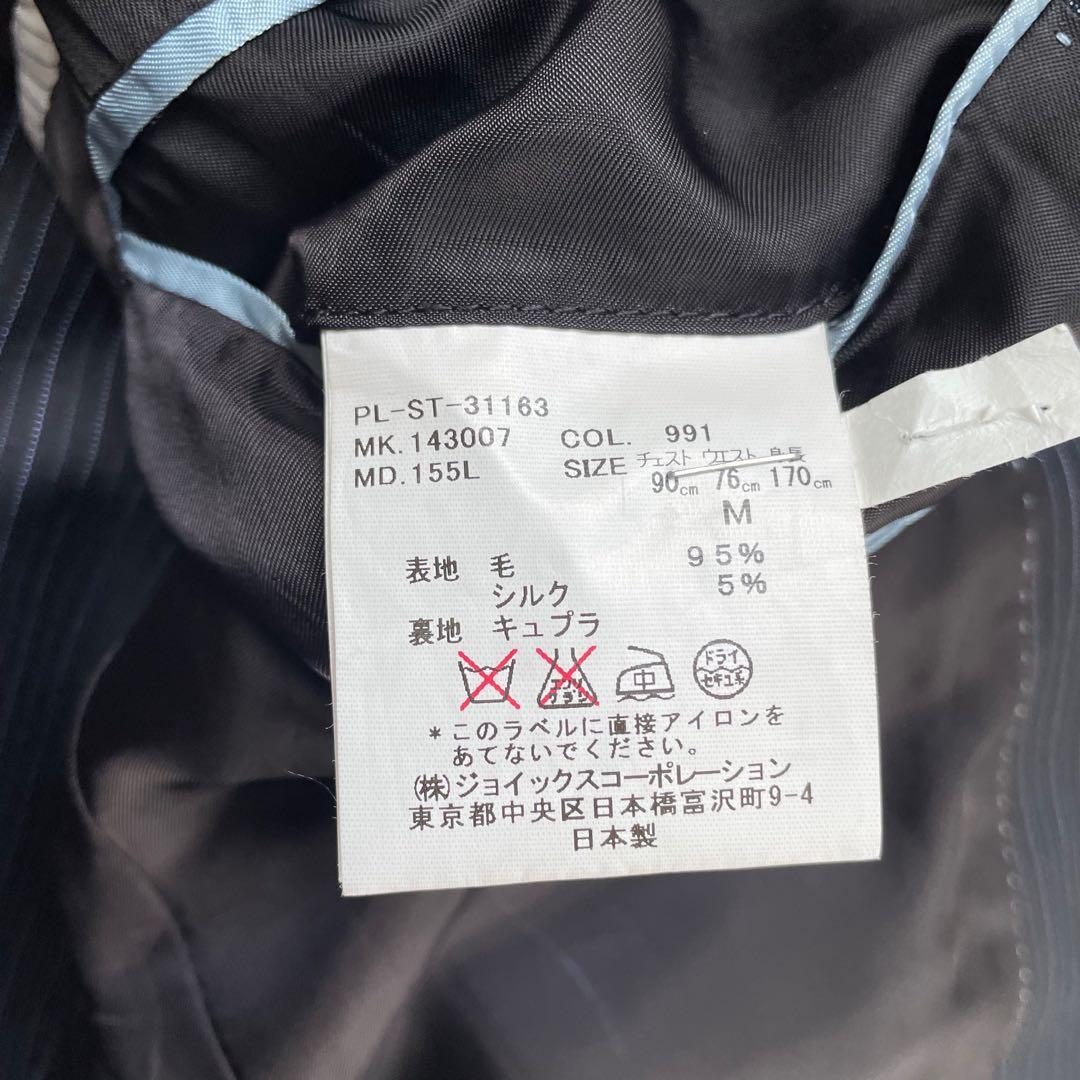 PL-ST-31163
MK.143007 COL. 991
MD.155L SIZE チェスト ウエスト 身長
90cm 76cm 170cm
M
表地 毛 95%
シルク 5%
裏地 キュプラ
エンソ
ドライ
中 セキユ系
*このラベルに直接アイロンを
あてないでください。
(株)ジョイックスコーポレーション
東京都中央区日本橋富沢町9-4
日本製